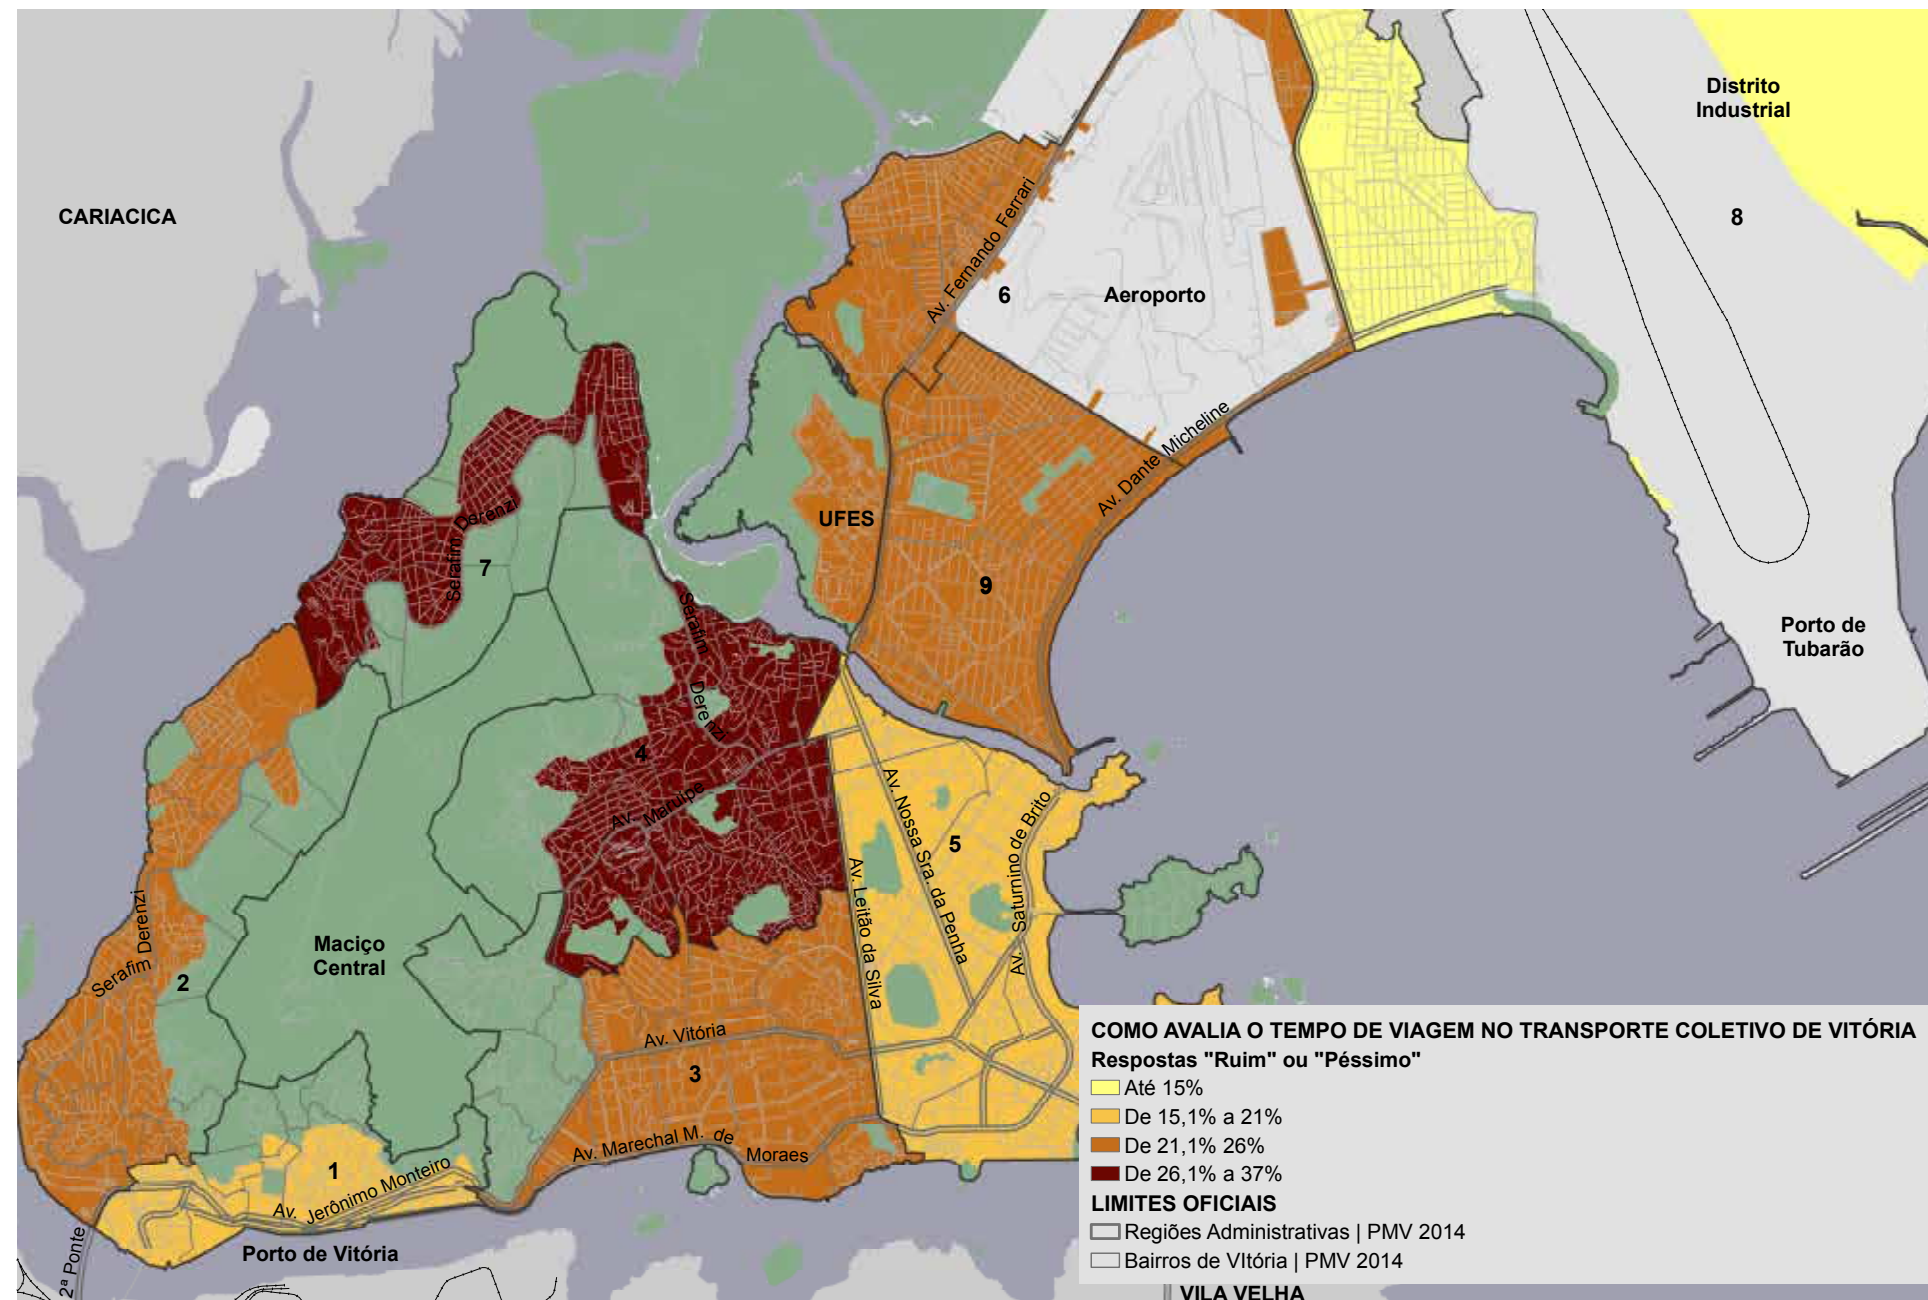 Distrito
Industrial
CARIACICA
8
Av. Fernando Ferrari
6
Aeroporto
Av. Dante Micheline
UFES
Serafim Derenzi
7
9
Serafim Derenzi
Porto de
Tubarão
4
Av. Maruípe
Av. Nossa Sra. da Penha
5
Av. Saturnino de Brito
Av. Leitão da Silva
Serafim Derenzi
Maciço
Central
2
Av. Vitória
3
Av. Marechal M. de Moraes
1
Av. Jerônimo Monteiro
Porto de Vitória
2ª Ponte
COMO AVALIA O TEMPO DE VIAGEM NO TRANSPORTE COLETIVO DE VITÓRIA
Respostas "Ruim" ou "Péssimo"
Até 15%
De 15,1% a 21%
De 21,1% 26%
De 26,1% a 37%
LIMITES OFICIAIS
Regiões Administrativas | PMV 2014
Bairros de VItória | PMV 2014
VILA VELHA